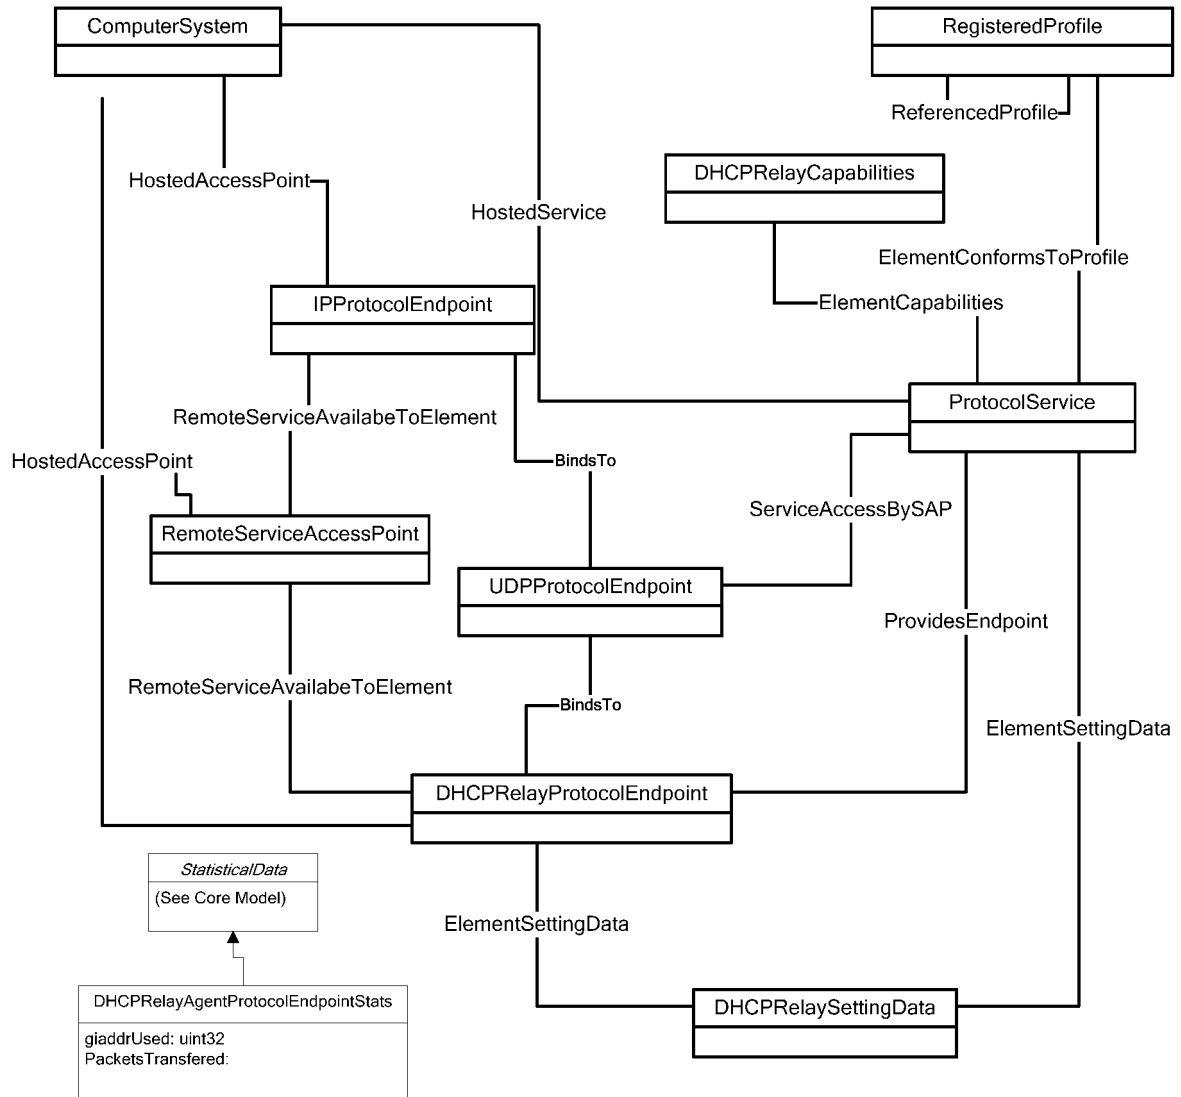 ComputerSystem
RegisteredProfile
ReferencedProfile
DHCPRelayCapabilities
HostedAccessPoint
HostedService
ElementConformsToProfile
IPProtocolEndpoint
ElementCapabilities
ProtocolService
RemoteServiceAvailabeToElement
HostedAccessPoint
BindsTo
ServiceAccessBySAP
RemoteServiceAccessPoint
UDPProtocolEndpoint
ProvidesEndpoint
RemoteServiceAvailabeToElement
BindsTo
ElementSettingData
DHCPRelayProtocolEndpoint
StatisticalData
(See Core Model)
ElementSettingData
DHCPRelayAgentProtocolEndpointStats
DHCPRelaySettingData
giaddrUsed: uint32
PacketsTransfered: